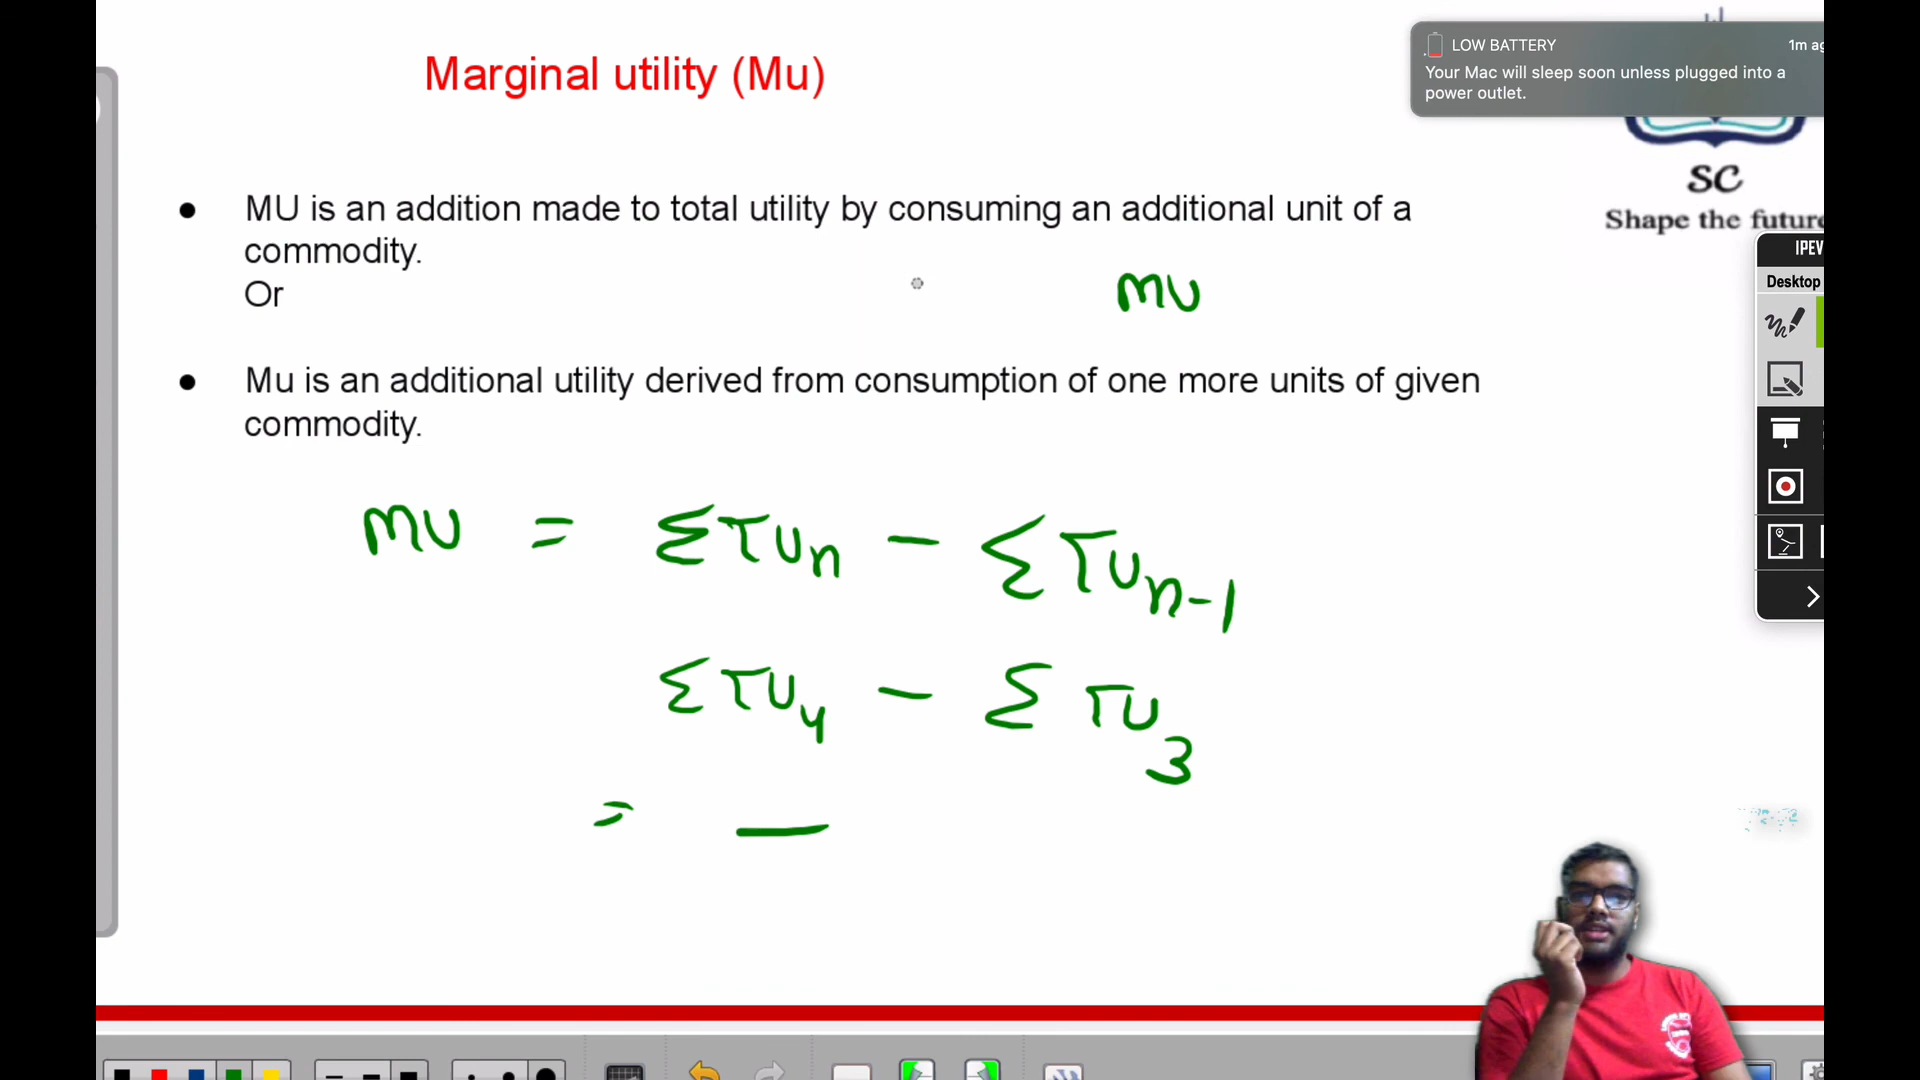 Marginal utility (Mu)
LOW BATTERY
Your Mac will sleep soon unless plugged into a
power outlet.
SC
Shape the future
● MU is an addition made to total utility by consuming an additional unit of a
commodity.
Or
MU
● Mu is an additional utility derived from consumption of one more units of given
commodity.
Desktop
MU = ΣTUn - ΣTUn-1
ΣTU4 - ΣTU3
= —